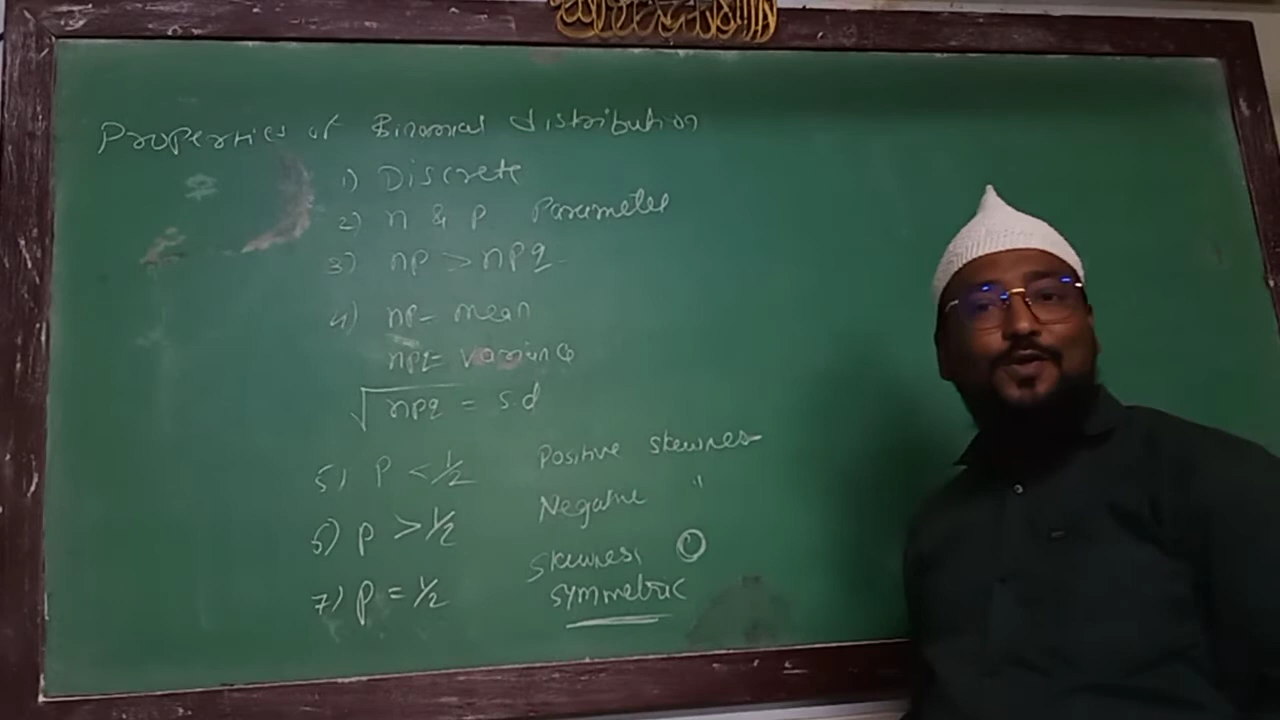 Properties of Binomial distribution
1) Discrete
2) n & p Parameter
3) np > npq
4) np = mean
npq = variance
√npq = s.d
5) P < 1/2 Positive skewness
6) P > 1/2 Negative "
7) P = 1/2 skewness 0
symmetric